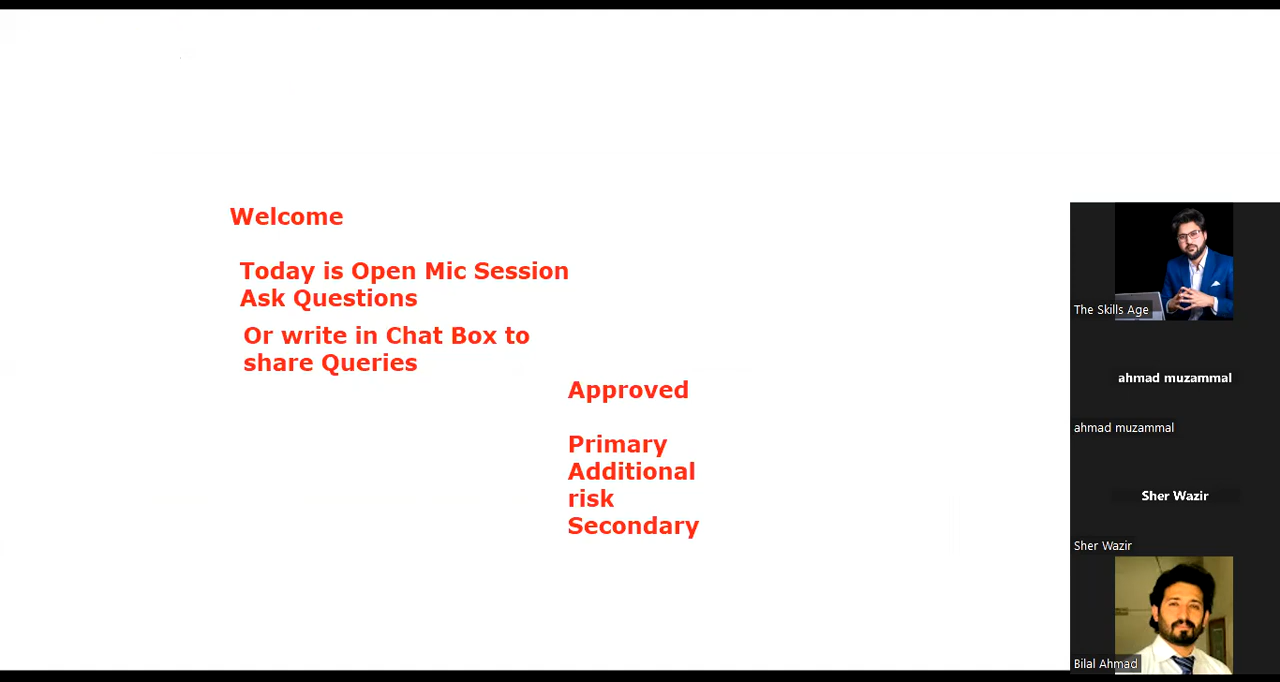 Welcome
Today is Open Mic Session
Ask Questions
Or write in Chat Box to
share Queries
Approved
Primary
Additional
risk
Secondary
The Skills Age
ahmad muzammal
ahmad muzammal
Sher Wazir
Sher Wazir
Bilal Ahmad